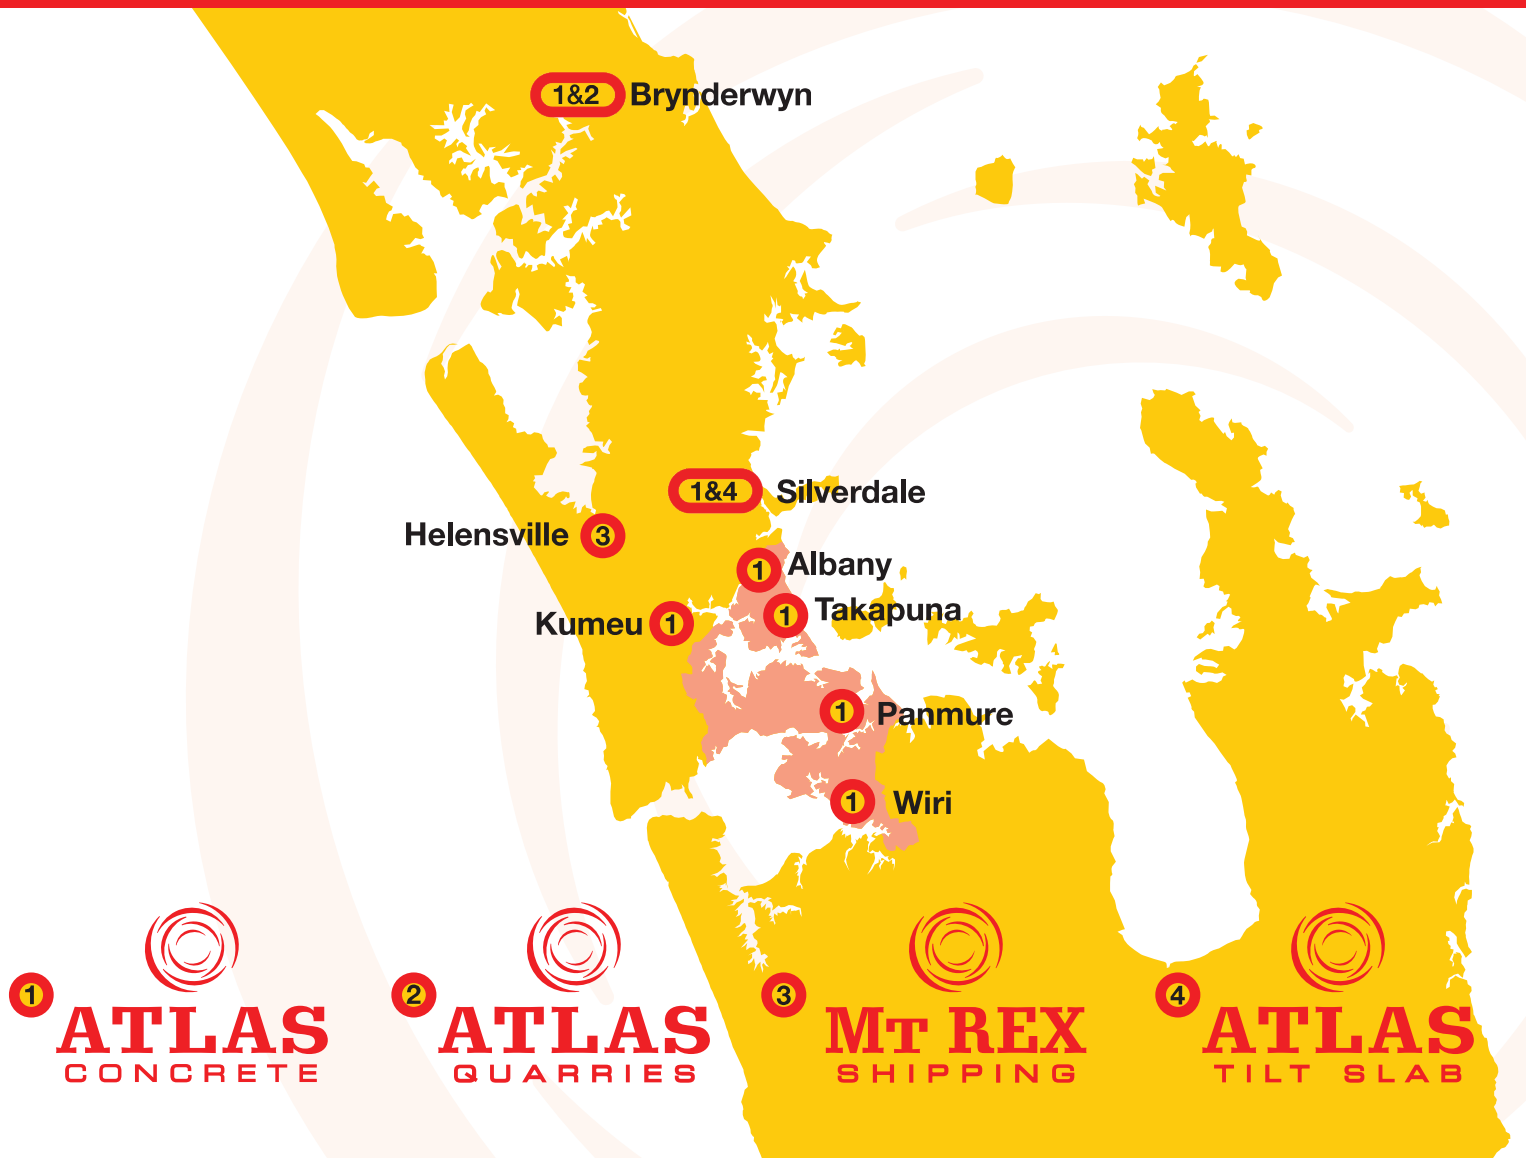 1&2 Brynderwyn
1&4 Silverdale
Helensville 3
1 Albany
1 Takapuna
Kumeu 1
1 Panmure
1 Wiri
1 ATLAS
CONCRETE
2 ATLAS
QUARRIES
3 MT REX
SHIPPING
4 ATLAS
TILT SLAB